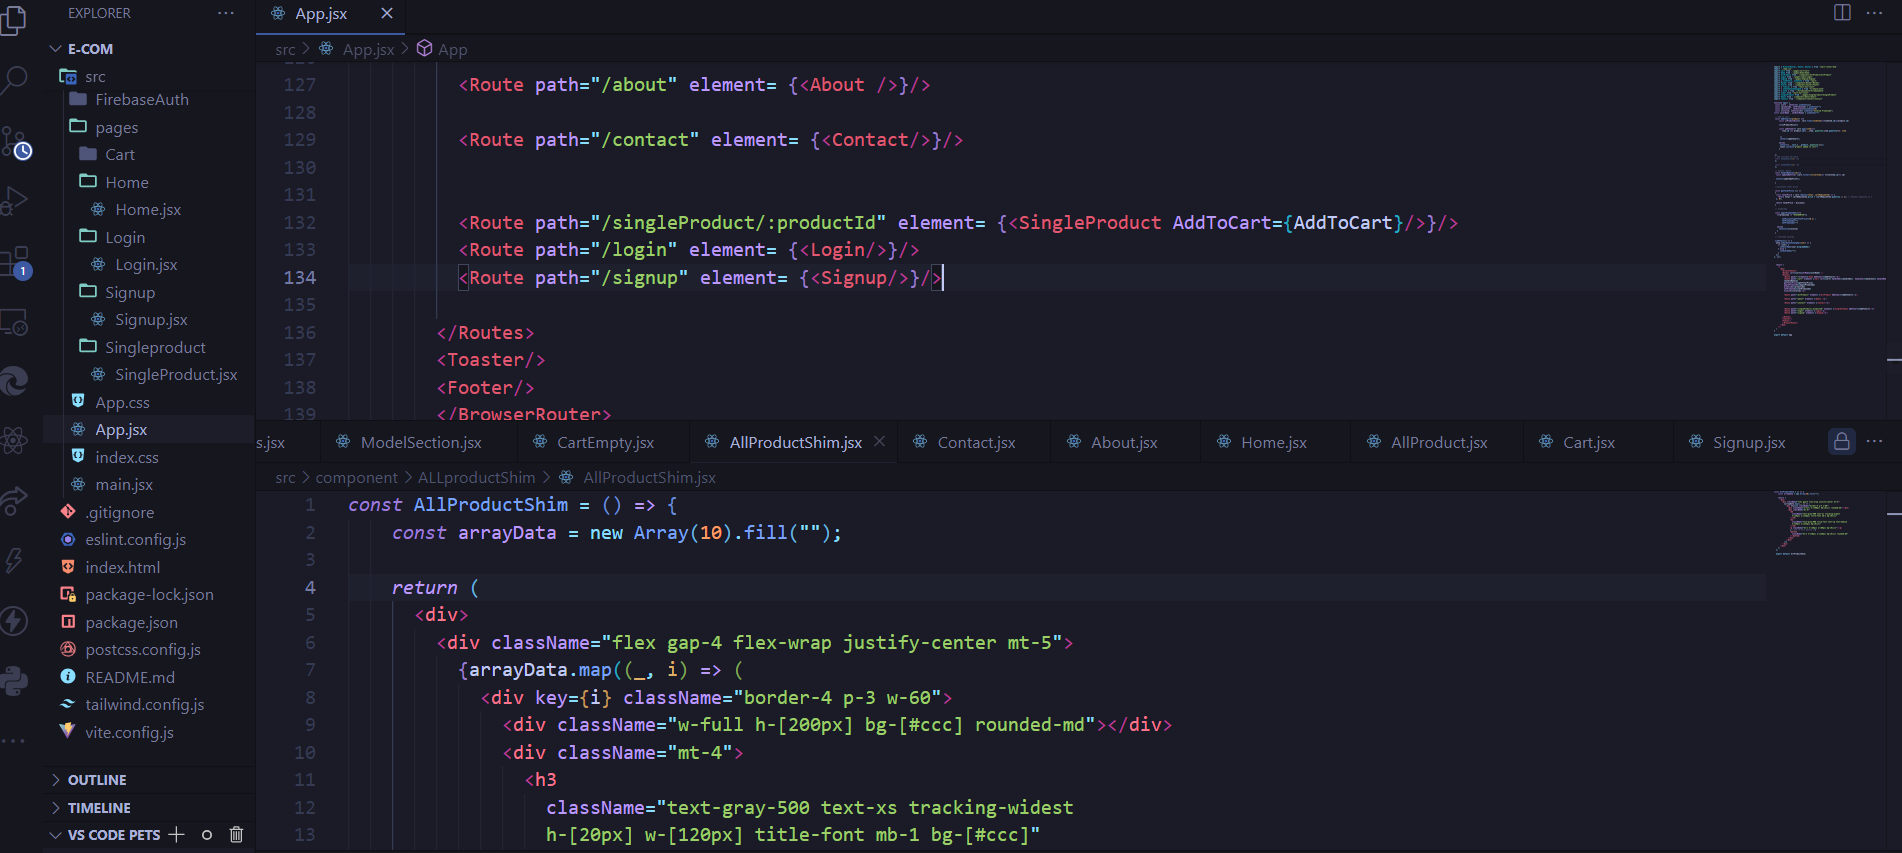 EXPLORER
E-COM
src
FirebaseAuth
pages
Cart
Home
Home.jsx
Login
Login.jsx
Signup
Signup.jsx
Singleproduct
SingleProduct.jsx
App.css
App.jsx
index.css
main.jsx
.gitignore
eslint.config.js
index.html
package-lock.json
package.json
postcss.config.js
README.md
tailwind.config.js
vite.config.js
OUTLINE
TIMELINE
VS CODE PETS
1
App.jsx
src > App.jsx > App
127 <Route path="/about" element= {<About />}/>
128
129 <Route path="/contact" element= {<Contact/>}/>
130
131
132 <Route path="/singleProduct/:productId" element= {<SingleProduct AddToCart={AddToCart}/>}/>
133 <Route path="/login" element= {<Login/>}/>
134 <Route path="/signup" element= {<Signup/>}/>
135
136 </Routes>
137 <Toaster/>
138 <Footer/>
139 </BrowserRouter>
s.jsx ModelSection.jsx CartEmpty.jsx AllProductShim.jsx Contact.jsx About.jsx Home.jsx AllProduct.jsx Cart.jsx Signup.jsx
src > component > ALLproductShim > AllProductShim.jsx
1 const AllProductShim = () => {
2 const arrayData = new Array(10).fill("");
3
4 return (
5 <div>
6 <div className="flex gap-4 flex-wrap justify-center mt-5">
7 {arrayData.map((_, i) => (
8 <div key={i} className="border-4 p-3 w-60">
9 <div className="w-full h-[200px] bg-[#ccc] rounded-md"></div>
10 <div className="mt-4">
11 <h3
12 className="text-gray-500 text-xs tracking-widest
13 h-[20px] w-[120px] title-font mb-1 bg-[#ccc]"